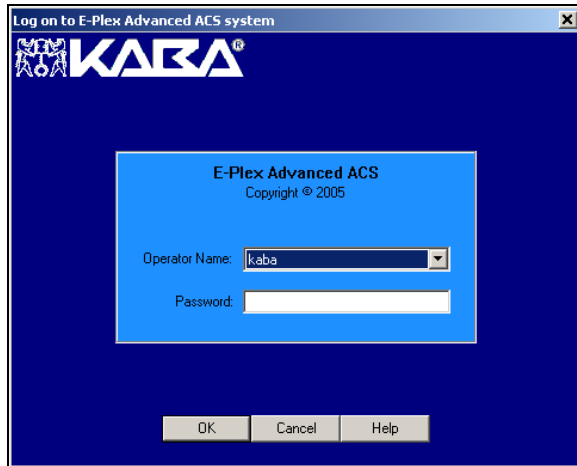 Log on to E-Plex Advanced ACS system
KABA®
E-Plex Advanced ACS
Copyright © 2005
Operator Name: kaba
Password:
OK Cancel Help